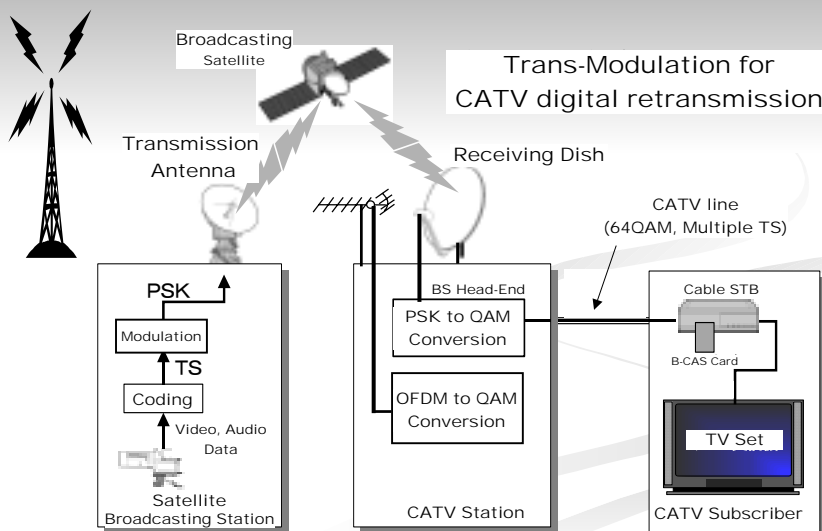 Broadcasting
Satellite
Trans-Modulation for
CATV digital retransmission
Transmission
Antenna
Receiving Dish
CATV line
(64QAM, Multiple TS)
PSK
Modulation
TS
Coding
Video, Audio
Data
Satellite
Broadcasting Station
BS Head-End
PSK to QAM
Conversion
OFDM to QAM
Conversion
CATV Station
Cable STB
B-CAS Card
TV Set
CATV Subscriber